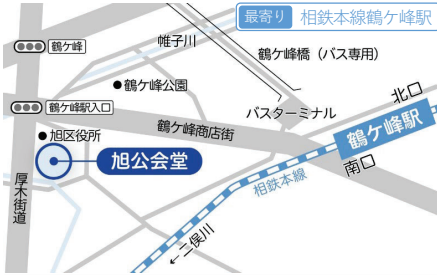 最寄り 相鉄本線鶴ケ峰駅
帷子川
鶴ケ峰
鶴ケ峰橋（バス専用）
●鶴ケ峰公園
北口
鶴ケ峰駅入口
バスターミナル
鶴ケ峰商店街
●旭区役所
鶴ケ峰駅
旭公会堂
南口
相鉄本線
厚木街道
←二俣川